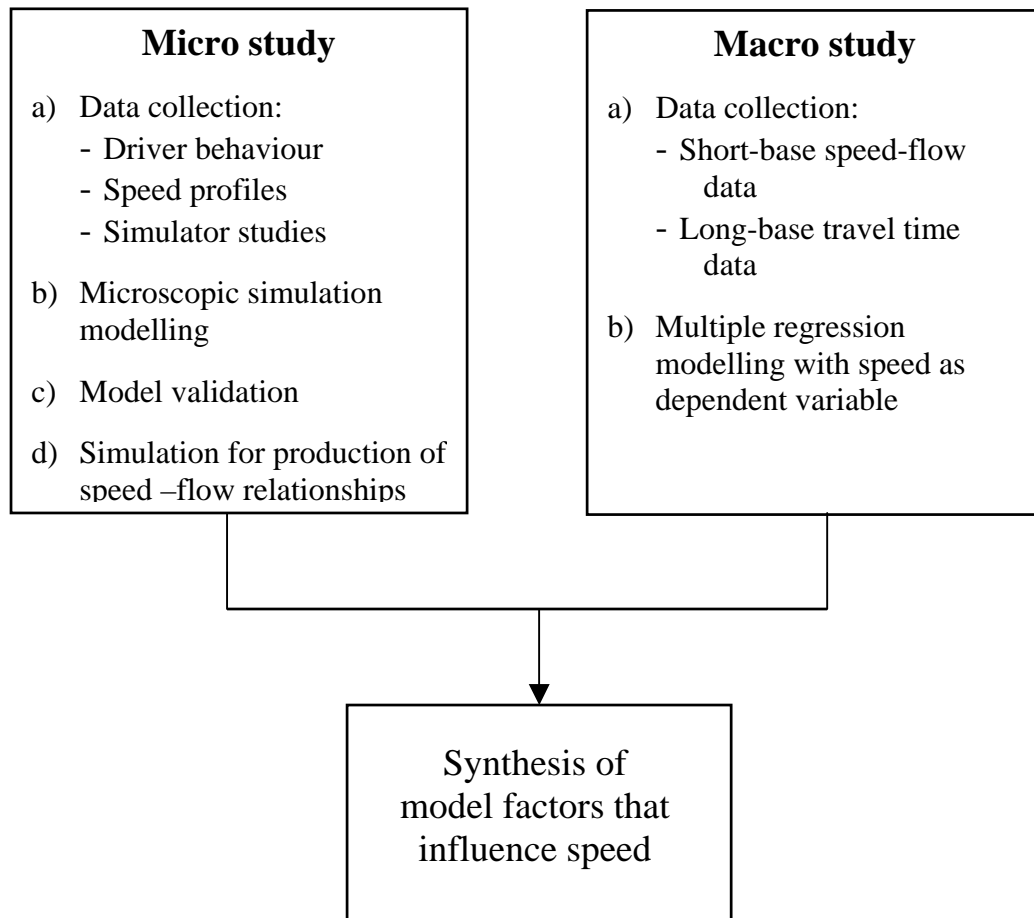 Micro study
a) Data collection:
- Driver behaviour
- Speed profiles
- Simulator studies
b) Microscopic simulation
modelling
c) Model validation
d) Simulation for production of
speed –flow relationships
Macro study
a) Data collection:
- Short-base speed-flow
data
- Long-base travel time
data
b) Multiple regression
modelling with speed as
dependent variable
Synthesis of
model factors that
influence speed